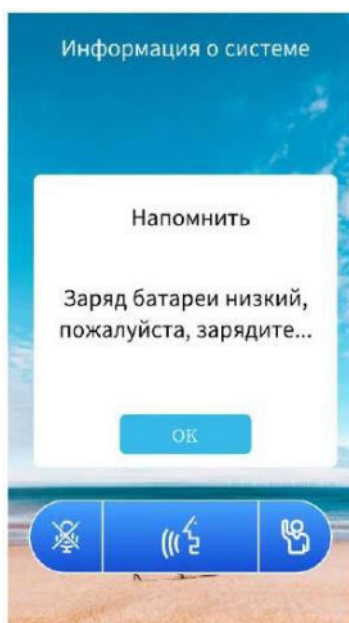 Информация о системе
Напомнить
Заряд батареи низкий,
пожалуйста, зарядите...
OK